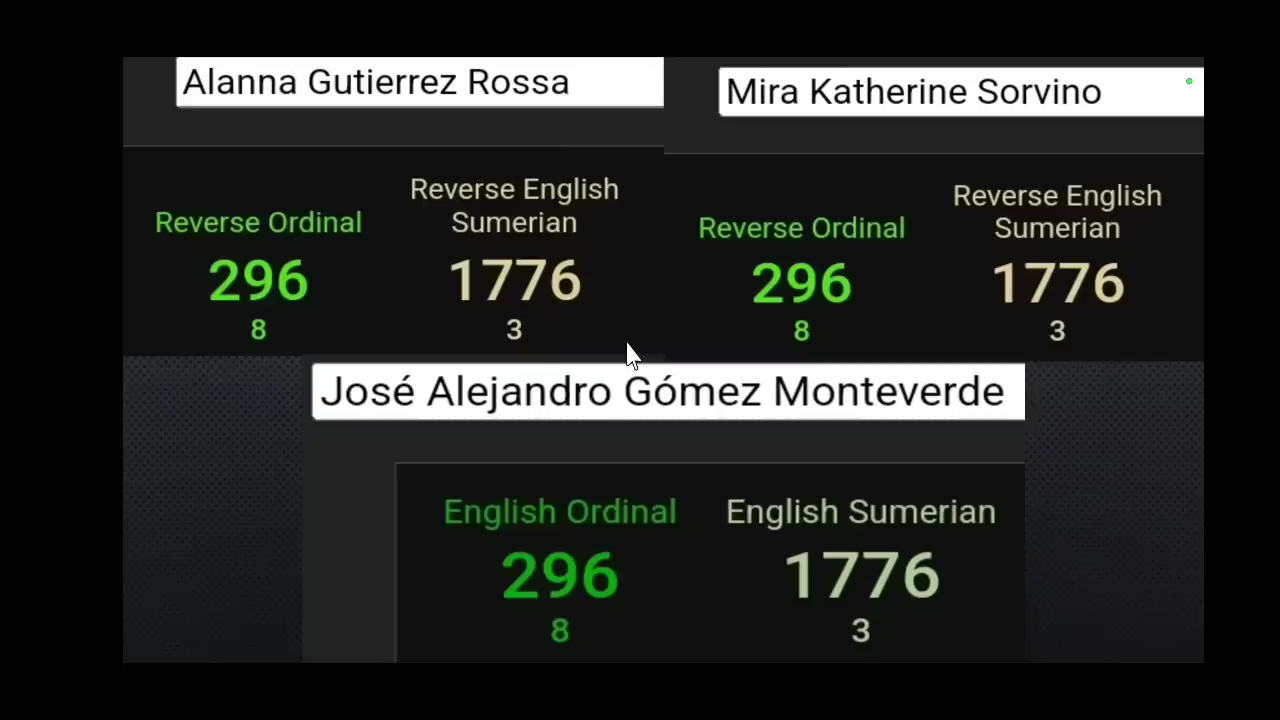 Alanna Gutierrez Rossa
Reverse Ordinal
296
8
Reverse English
Sumerian
1776
3
Mira Katherine Sorvino
Reverse Ordinal
296
8
Reverse English
Sumerian
1776
3
José Alejandro Gómez Monteverde
English Ordinal
296
8
English Sumerian
1776
3